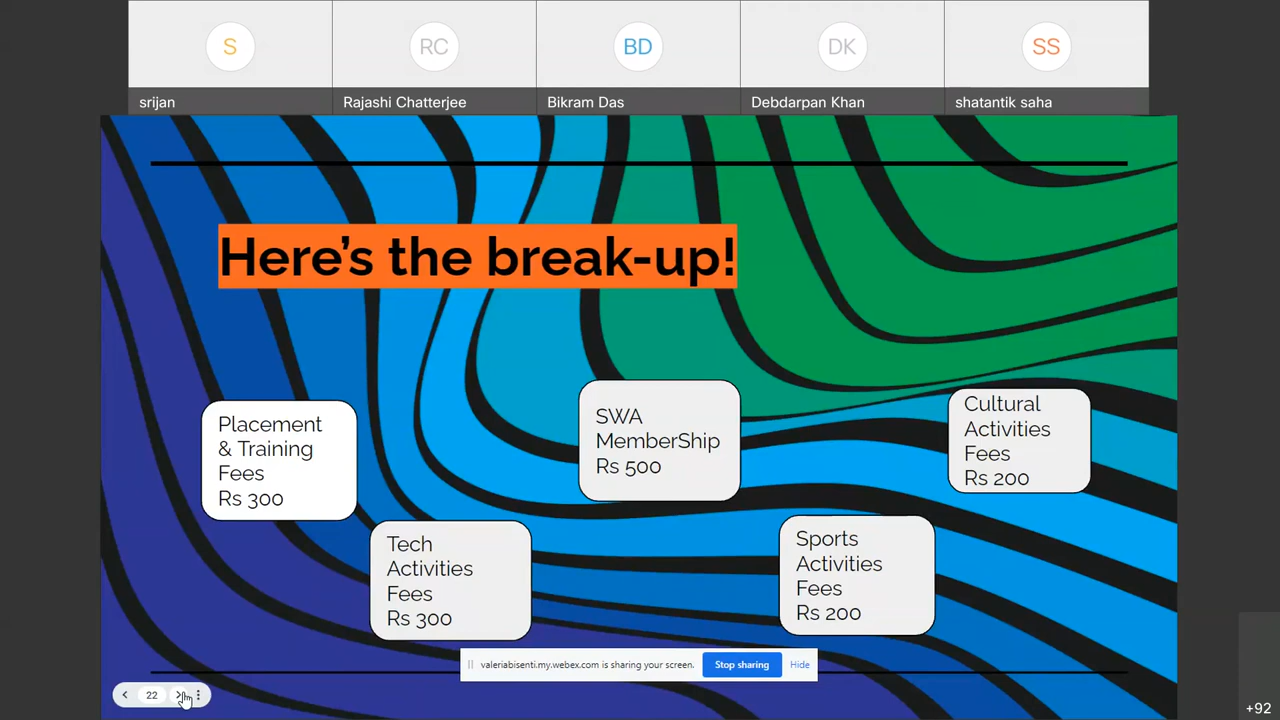 S
RC
BD
DK
SS
srijan
Rajashi Chatterjee
Bikram Das
Debdarpan Khan
shatantik saha
Here’s the break-up!
Placement
& Training
Fees
Rs 300
Tech
Activities
Fees
Rs 300
SWA
MemberShip
Rs 500
Sports
Activities
Fees
Rs 200
Cultural
Activities
Fees
Rs 200
valeriabisenti.my.webex.com is sharing your screen.
Stop sharing
Hide
22
+92